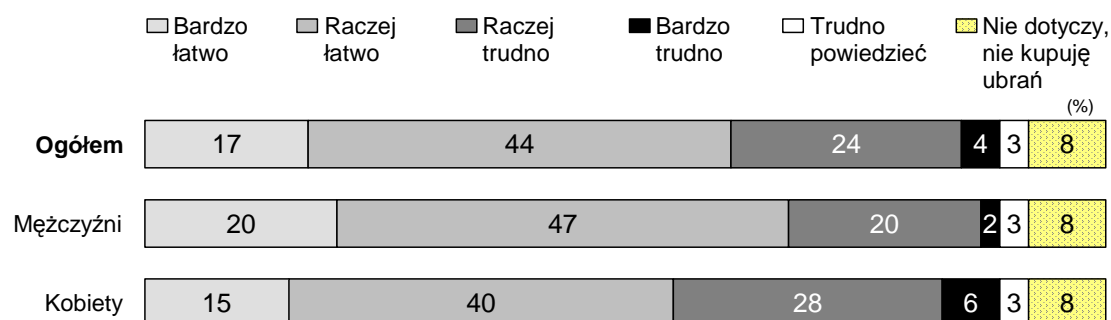 Bardzo łatwo
Raczej łatwo
Raczej trudno
Bardzo trudno
Trudno powiedzieć
Nie dotyczy, nie kupuję ubrań
(%)
Ogółem 17 44 24 4 3 8
Mężczyźni 20 47 20 2 3 8
Kobiety 15 40 28 6 3 8